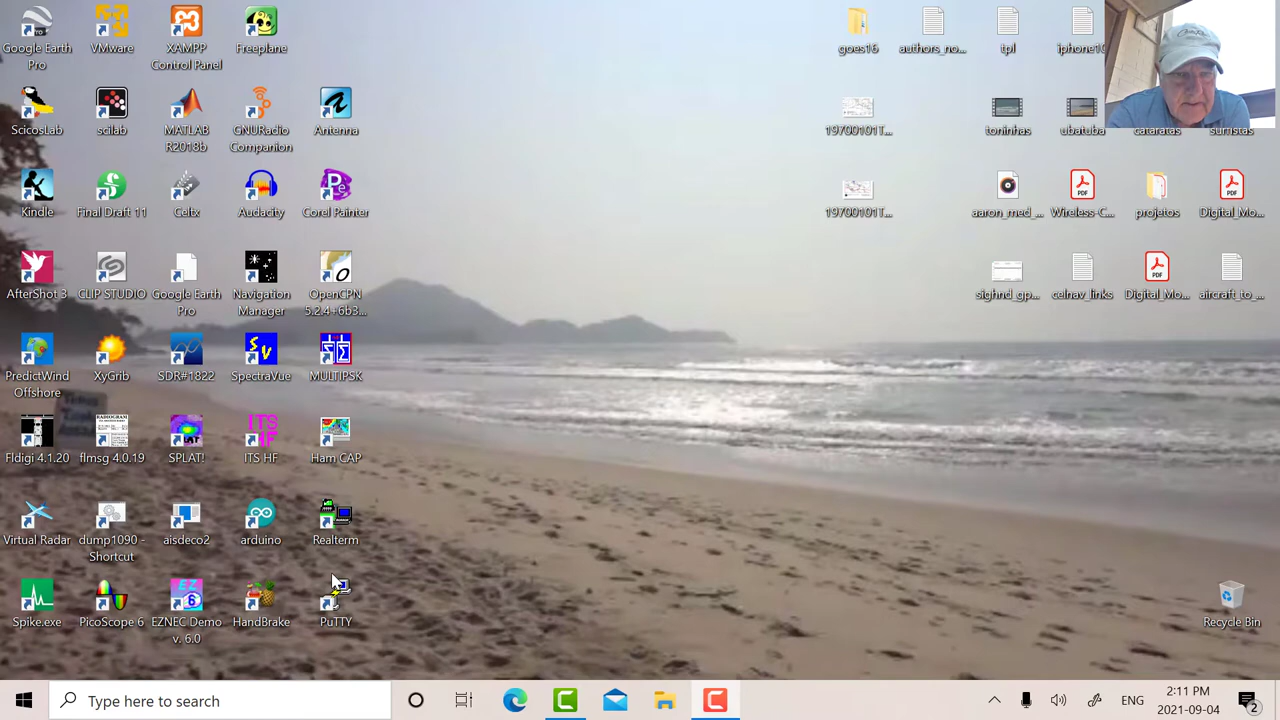 Google Earth
Pro
VMware
XAMPP
Control Panel
Freeplane
goes16
authors_no...
tpl
iphone10
ScicosLab
scilab
MATLAB
R2018b
GNURadio
Companion
Antenna
19700101T...
toninhas
ubatuba
cataratas
surfistas
Kindle
Final Draft 11
Celtx
Audacity
Corel Painter
19700101T...
aaron_med_...
Wireless-C...
projetos
Digital_Mo...
AfterShot 3
CLIP STUDIO
Google Earth
Pro
Navigation
Manager
OpenCPN
5.2.4+6b3...
sighnd_gp...
celnav_links
Digital_Mo...
aircraft_to_...
PredictWind
Offshore
XyGrib
SDR#1822
SpectraVue
MULTIPSK
Fldigi 4.1.20
flmsg 4.0.19
SPLAT!
ITS HF
Ham CAP
Virtual Radar
dump1090 -
Shortcut
aisdeco2
arduino
Realterm
Spike.exe
PicoScope 6
EZNEC Demo
v. 6.0
HandBrake
PuTTY
Recycle Bin
Type here to search
ENG
2:11 PM
2021-09-04
2